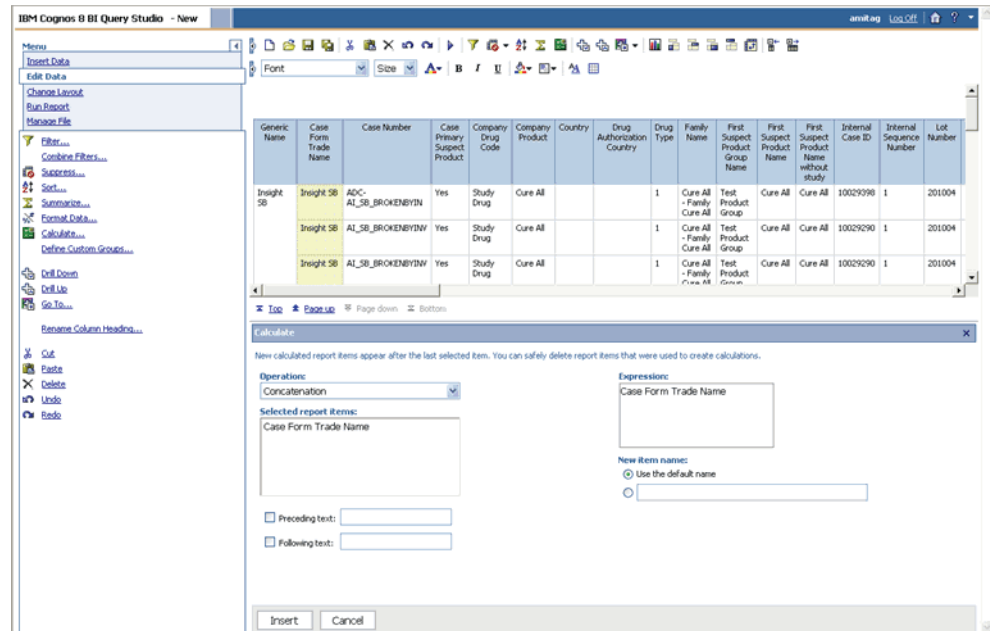 IBM Cognos 8 BI Query Studio - New
amitag Log Off ?
Menu
Insert Data
Edit Data
Change Layout
Run Report
Manage File
Filter...
Combine Filters...
Suppress...
Sort...
Summarize...
Format Data...
Calculate...
Define Custom Groups...
Drill Down
Drill Up
Go To...
Rename Column Heading...
Cut
Paste
Delete
Undo
Redo
Font Size A B I U
Generic Name Case Form Trade Name Case Number Case Primary Suspect Product Company Drug Code Company Product Country Drug Authorization Country Drug Type Family Name First Suspect Product Group Name First Suspect Product Name First Suspect Product Name without study Internal Case ID Internal Sequence Number Lot Number
Insight SB Insight SB ADC-AI_SB_BROKENBYIN Yes Study Drug Cure All 1 Cure All - Family Cure All Test Product Group Cure All Cure All 10029398 1 201004
Insight SB AI_SB_BROKENBYINV Yes Study Drug Cure All 1 Cure All - Family Cure All Test Product Group Cure All Cure All 10029290 1 201004
Insight SB AI_SB_BROKENBYINV Yes Study Drug Cure All 1 Cure All - Family Cure All Test Product Group Cure All Cure All 10029290 1 201004
Top Page up Page down Bottom
Calculate
New calculated report items appear after the last selected item. You can safely delete report items that were used to create calculations.
Operation:
Concatenation
Selected report items:
Case Form Trade Name
Preceding text:
Following text:
Expression:
Case Form Trade Name
New item name:
Use the default name
Insert Cancel